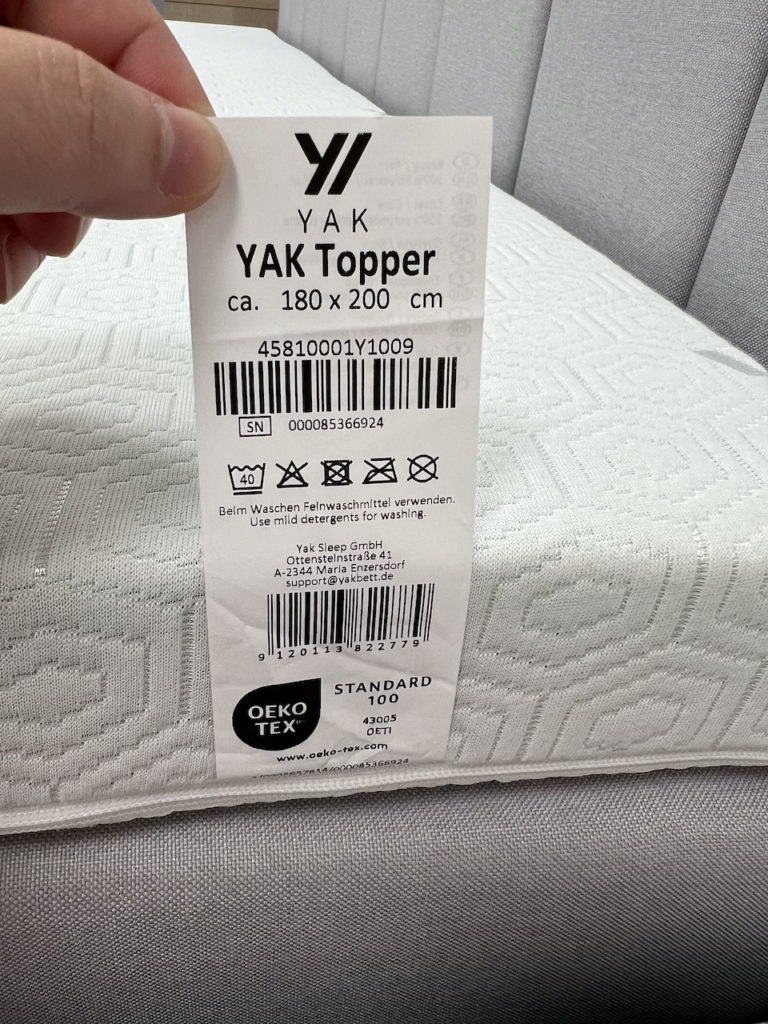 YAK
YAK Topper
ca. 180 x 200 cm
45810001Y1009
SN 000085366924
40
Beim Waschen Feinwaschmittel verwenden.
Use mild detergents for washing.
Yak Sleep GmbH
Ottensteinstraße 41
A-2344 Maria Enzersdorf
support@yakbett.de
9 120113 822779
OEKO
TEX
STANDARD
100
43005
OETI
www.oeko-tex.com
/000085366924